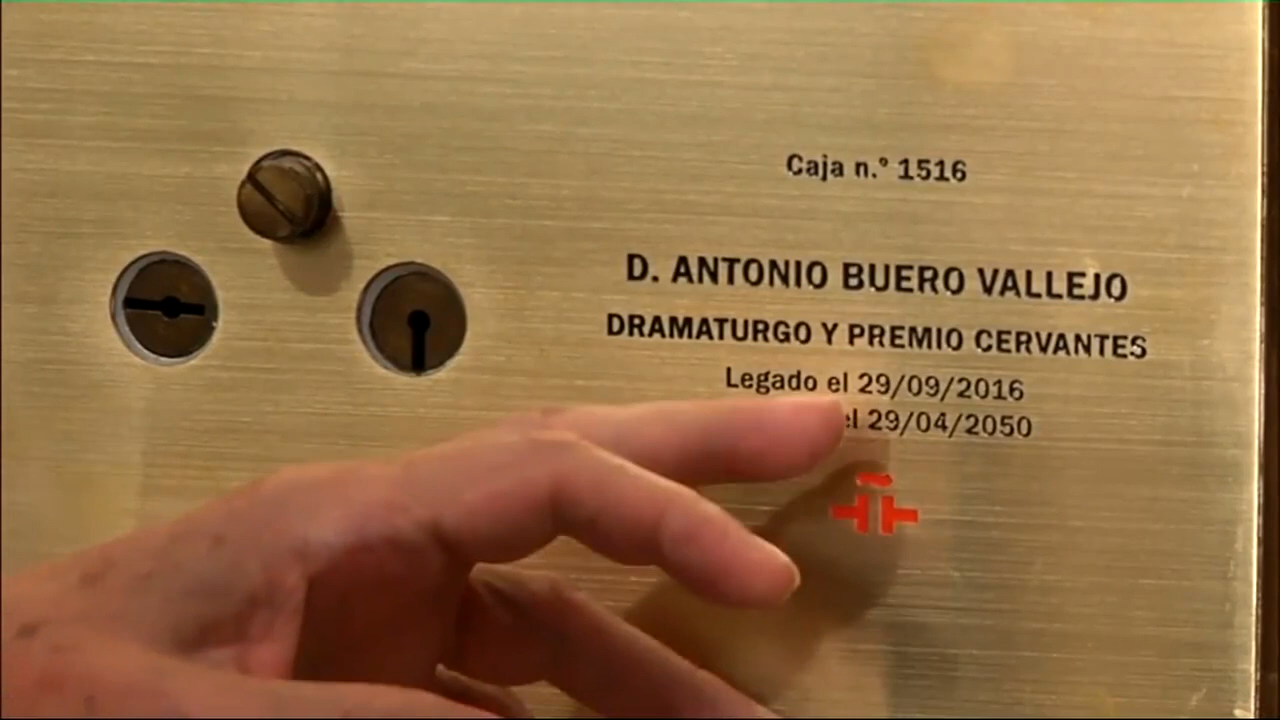 Caja n.º 1516
D. ANTONIO BUERO VALLEJO
DRAMATURGO Y PREMIO CERVANTES
Legado el 29/09/2016
el 29/04/2050